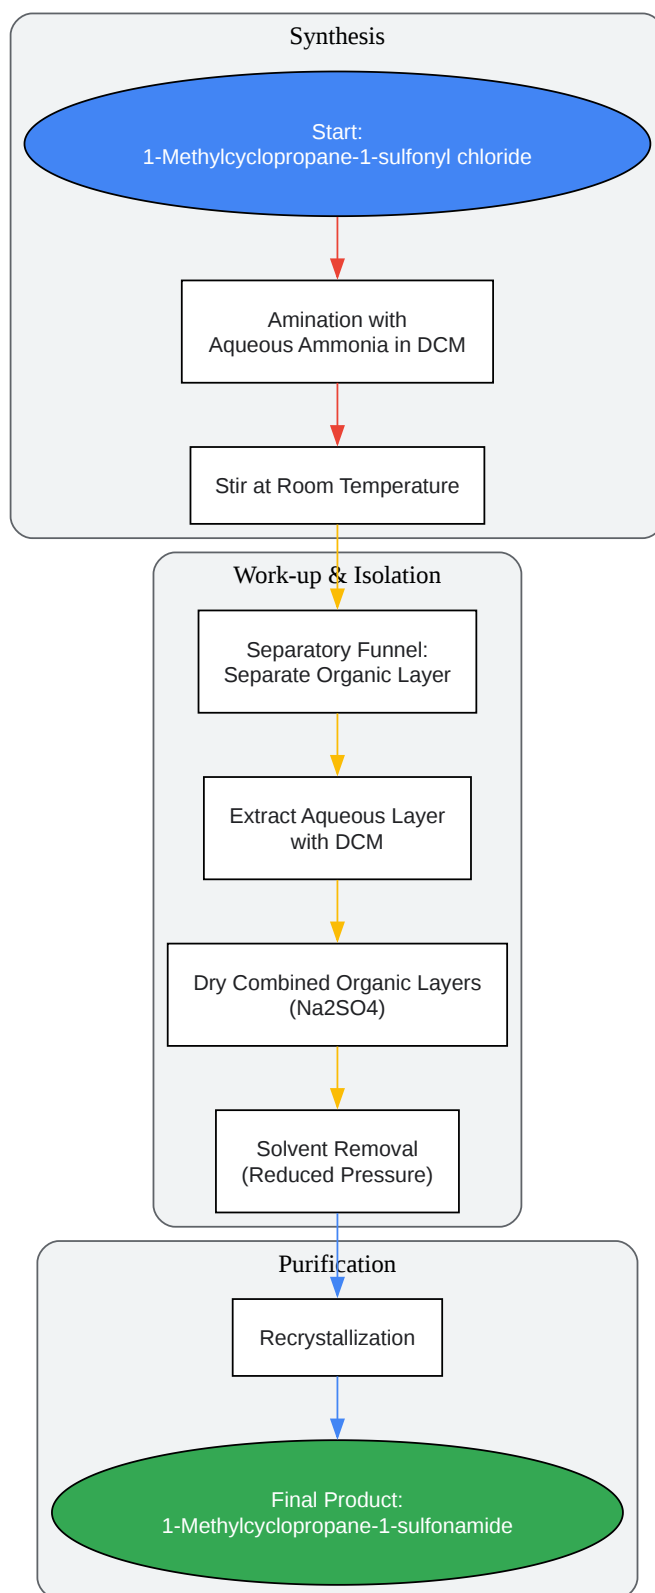 Synthesis
Start:
1-Methylcyclopropane-1-sulfonyl chloride
Amination with
Aqueous Ammonia in DCM
Stir at Room Temperature
Work-up & Isolation
Separatory Funnel:
Separate Organic Layer
Extract Aqueous Layer
with DCM
Dry Combined Organic Layers
(Na2SO4)
Solvent Removal
(Reduced Pressure)
Purification
Recrystallization
Final Product:
1-Methylcyclopropane-1-sulfonamide